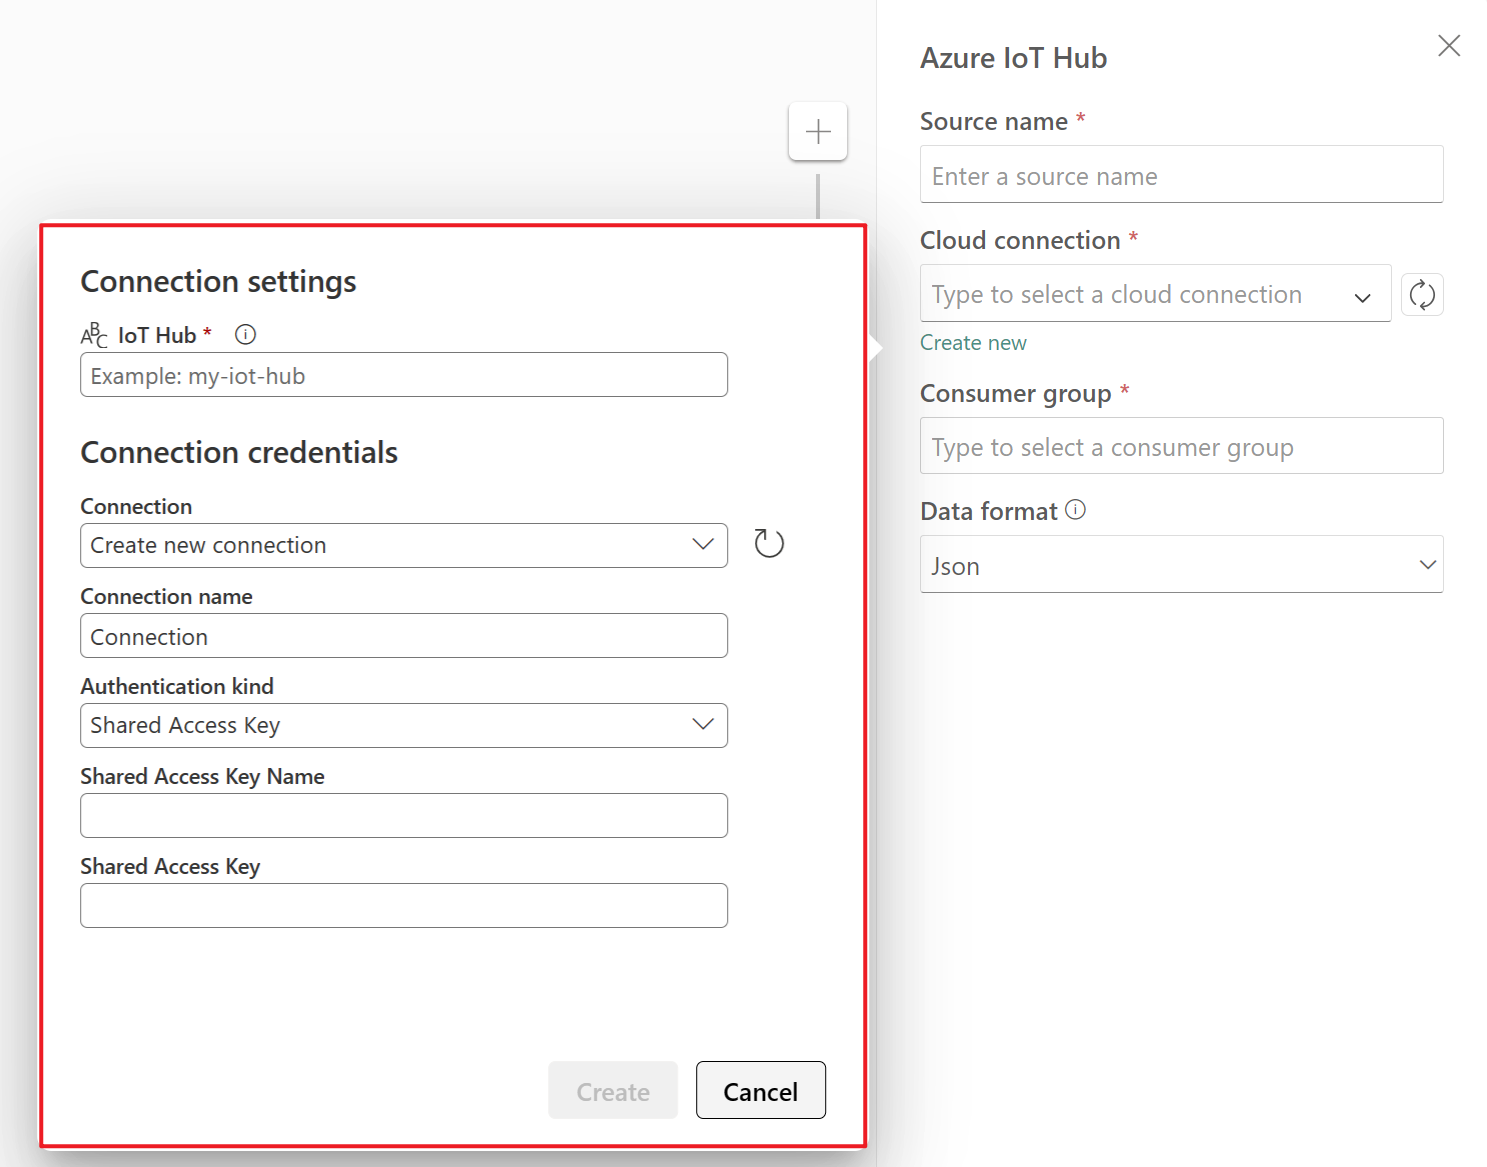 Azure IoT Hub
Source name *
Enter a source name
Cloud connection *
Type to select a cloud connection
Create new
Consumer group *
Type to select a consumer group
Data format
Json
Connection settings
ABC IoT Hub *
Example: my-iot-hub
Connection credentials
Connection
Create new connection
Connection name
Connection
Authentication kind
Shared Access Key
Shared Access Key Name
Shared Access Key
Create Cancel